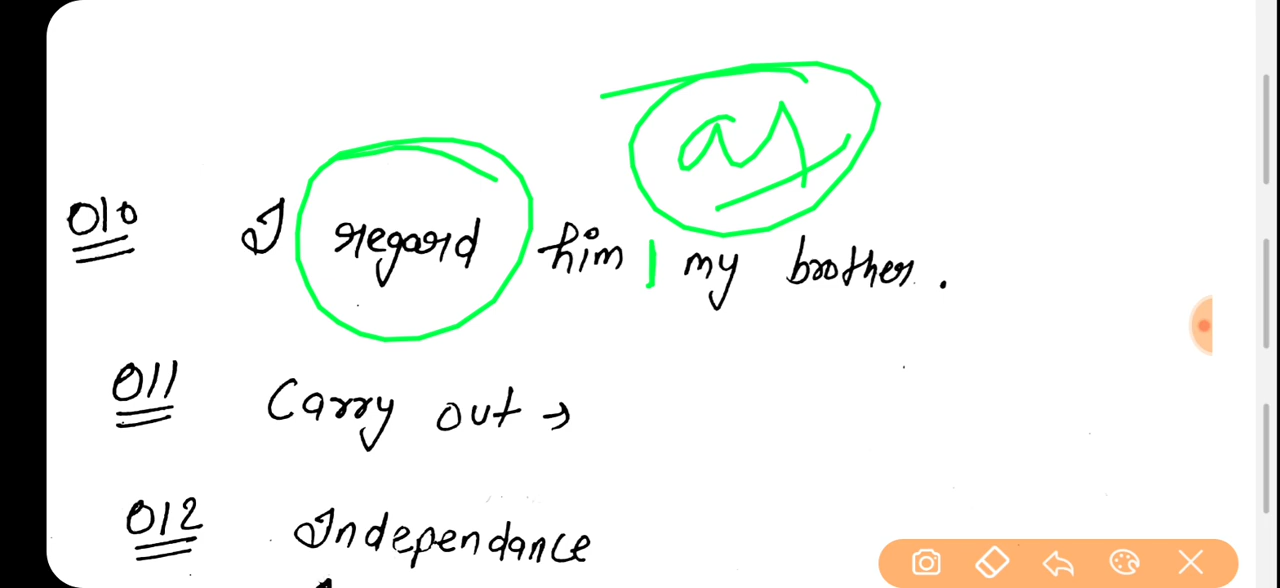 as
010 I regard him | my brother.
011 Carry out →
012 Independance